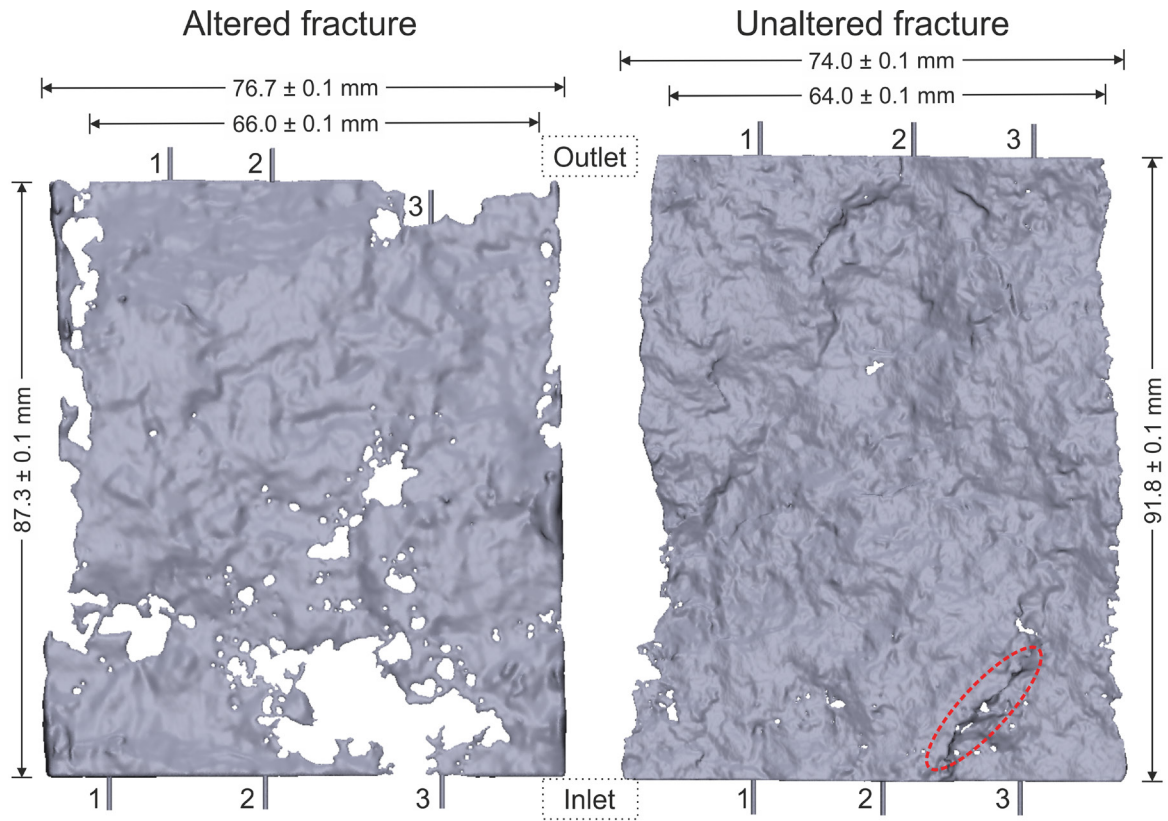 Altered fracture
Unaltered fracture
76.7 ± 0.1 mm
66.0 ± 0.1 mm
74.0 ± 0.1 mm
64.0 ± 0.1 mm
1
2
3
Outlet
1
2
3
87.3 ± 0.1 mm
91.8 ± 0.1 mm
1
2
3
Inlet
1
2
3